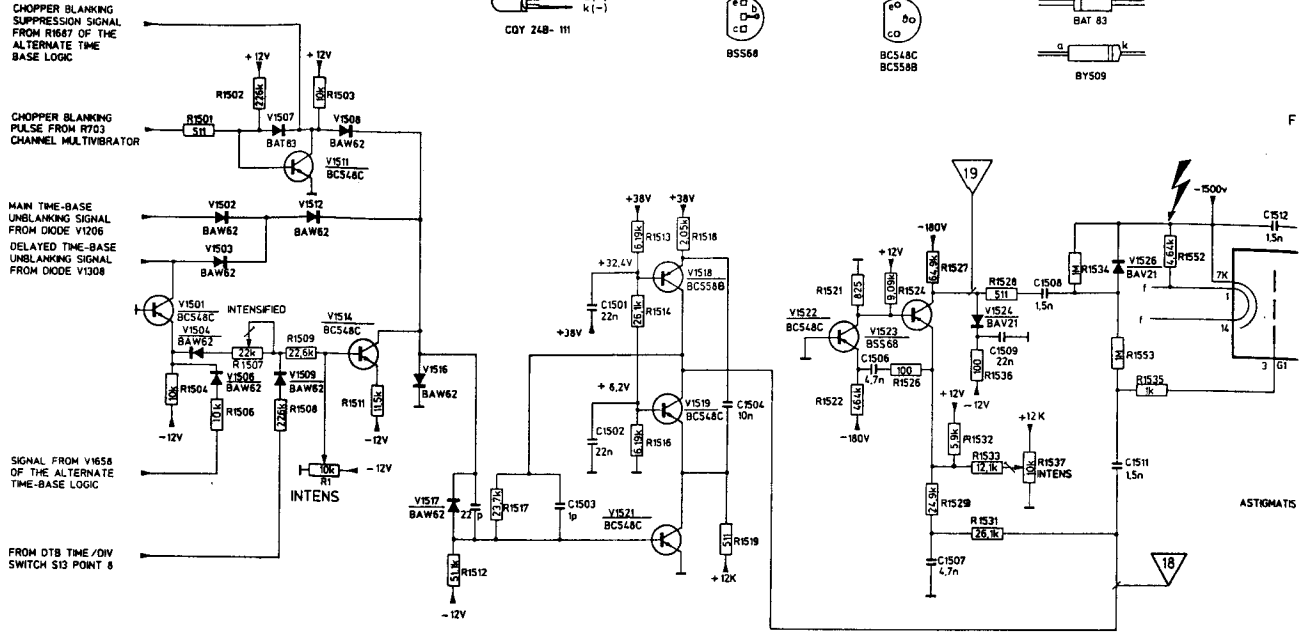 CHOPPER BLANKING
SUPPRESSION SIGNAL
FROM R1687 OF THE
ALTERNATE TIME
BASE LOGIC
k(-)
CQY 24B-111
e
b
c
BSS68
e
b
c
BC548C
BC558B
BAT 83
a
k
BY509
F
+12V
+12V
R1502
226k
10k
R1503
CHOPPER BLANKING
PULSE FROM R703
CHANNEL MULTIVIBRATOR
R1501
511
V1507
BAT83
V1508
BAW62
V1511
BC548C
MAIN TIME-BASE
UNBLANKING SIGNAL
FROM DIODE V1206
V1502
BAW62
V1512
BAW62
DELAYED TIME-BASE
UNBLANKING SIGNAL
FROM DIODE V1308
V1503
BAW62
V1501
BC548C
V1504
BAW62
INTENSIFIED
22k
R1507
R1509
22,6k
V1514
BC548C
R1504
10k
-12V
V1506
BAW62
10k
R1506
V1509
BAW62
226k
R1508
R1511
11,5k
-12V
V1516
BAW62
SIGNAL FROM V1658
OF THE ALTERNATE
TIME-BASE LOGIC
10k
R1
-12V
INTENS
FROM DTB TIME/DIV
SWITCH S13 POINT 8
V1517
BAW62
22p
23,7k
R1517
C1503
1p
51,1k
R1512
-12V
+38V
6,19k
R1513
+38V
2,05k
R1518
+32,4V
C1501
22n
+38V
V1518
BC558B
26,1k
R1514
+6,2V
C1502
22n
V1519
BC548C
6,19k
R1516
C1504
10n
V1521
BC548C
511
R1519
+12K
19
-180V
64,9k
R1527
+12V
R1521
825
9,09k
R1524
V1522
BC548C
V1523
BSS68
C1506
4,7n
100
R1526
R1522
464k
-180V
R1528
511
C1508
1,5n
V1524
BAV21
C1509
22n
100
R1536
-12V
+12V
5,9k
R1532
R1533
12,1k
+12K
10k
R1537
INTENS
24,9k
R1529
R1531
26,1k
C1507
4,7n
-1500v
C1512
1,5n
1M
R1534
V1526
BAV21
4,64k
R1552
7K
f
1
f
14
1M
R1553
R1535
1k
3
G1
C1511
1,5n
ASTIGMATIS
18